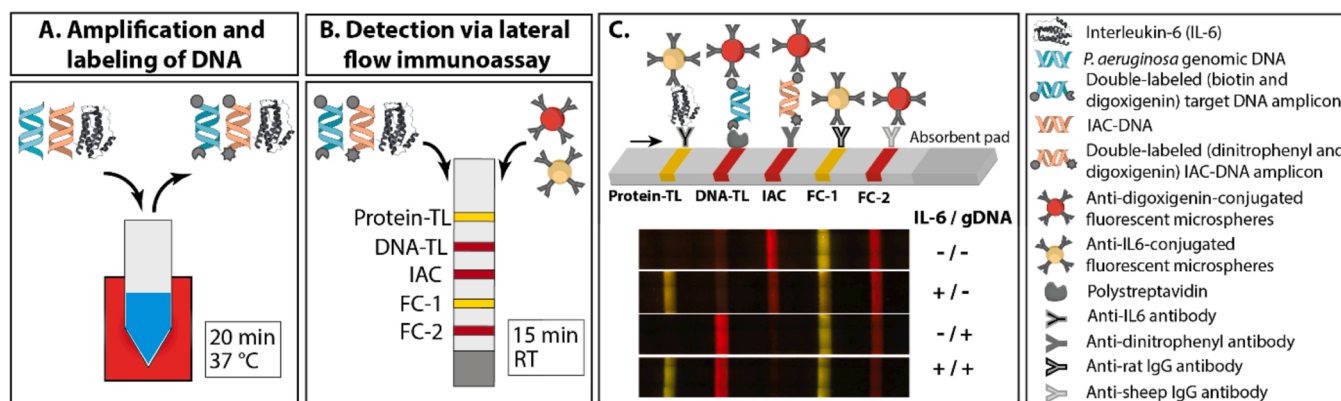 A. Amplification and
labeling of DNA
20 min
37 °C
B. Detection via lateral
flow immunoassay
Protein-TL
DNA-TL
IAC
FC-1
FC-2
15 min
RT
C.
Absorbent pad
Protein-TL DNA-TL IAC FC-1 FC-2
IL-6 / gDNA
- / -
+ / -
- / +
+ / +
Interleukin-6 (IL-6)
P. aeruginosa genomic DNA
Double-labeled (biotin and
digoxigenin) target DNA amplicon
IAC-DNA
Double-labeled (dinitrophenyl and
digoxigenin) IAC-DNA amplicon
Anti-digoxigenin-conjugated
fluorescent microspheres
Anti-IL6-conjugated
fluorescent microspheres
Polystreptavidin
Anti-IL6 antibody
Anti-dinitrophenyl antibody
Anti-rat IgG antibody
Anti-sheep IgG antibody